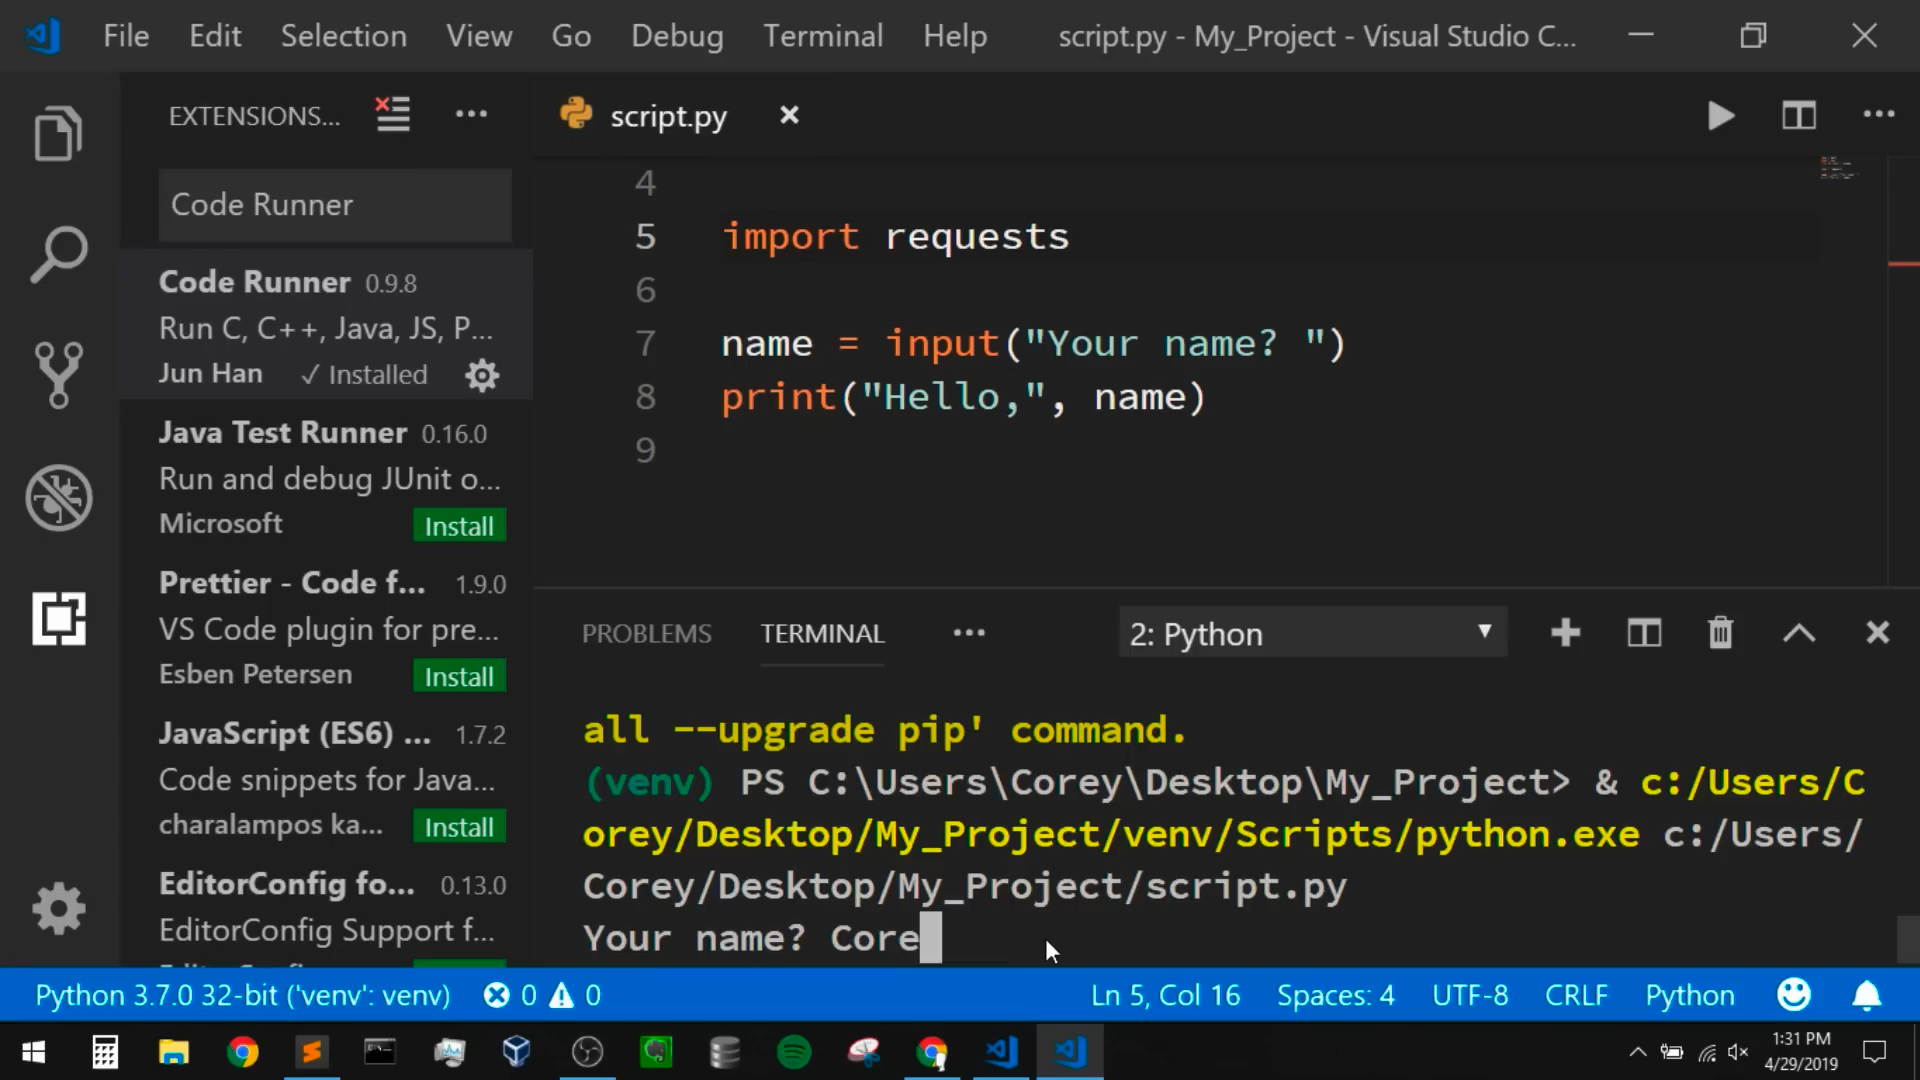 File Edit Selection View Go Debug Terminal Help script.py - My_Project - Visual Studio C...
EXTENSIONS...
Code Runner
Code Runner 0.9.8
Run C, C++, Java, JS, P...
Jun Han ✓ Installed
Java Test Runner 0.16.0
Run and debug JUnit o...
Microsoft Install
Prettier - Code f... 1.9.0
VS Code plugin for pre...
Esben Petersen Install
JavaScript (ES6) ... 1.7.2
Code snippets for Java...
charalampos ka... Install
EditorConfig fo... 0.13.0
EditorConfig Support f...
script.py
4
5 import requests
6
7 name = input("Your name? ")
8 print("Hello,", name)
9
PROBLEMS TERMINAL ... 2: Python
all --upgrade pip' command.
(venv) PS C:\Users\Corey\Desktop\My_Project> & c:/Users/C
orey/Desktop/My_Project/venv/Scripts/python.exe c:/Users/
Corey/Desktop/My_Project/script.py
Your name? Core
Python 3.7.0 32-bit ('venv': venv) 0 0 Ln 5, Col 16 Spaces: 4 UTF-8 CRLF Python
1:31 PM
4/29/2019